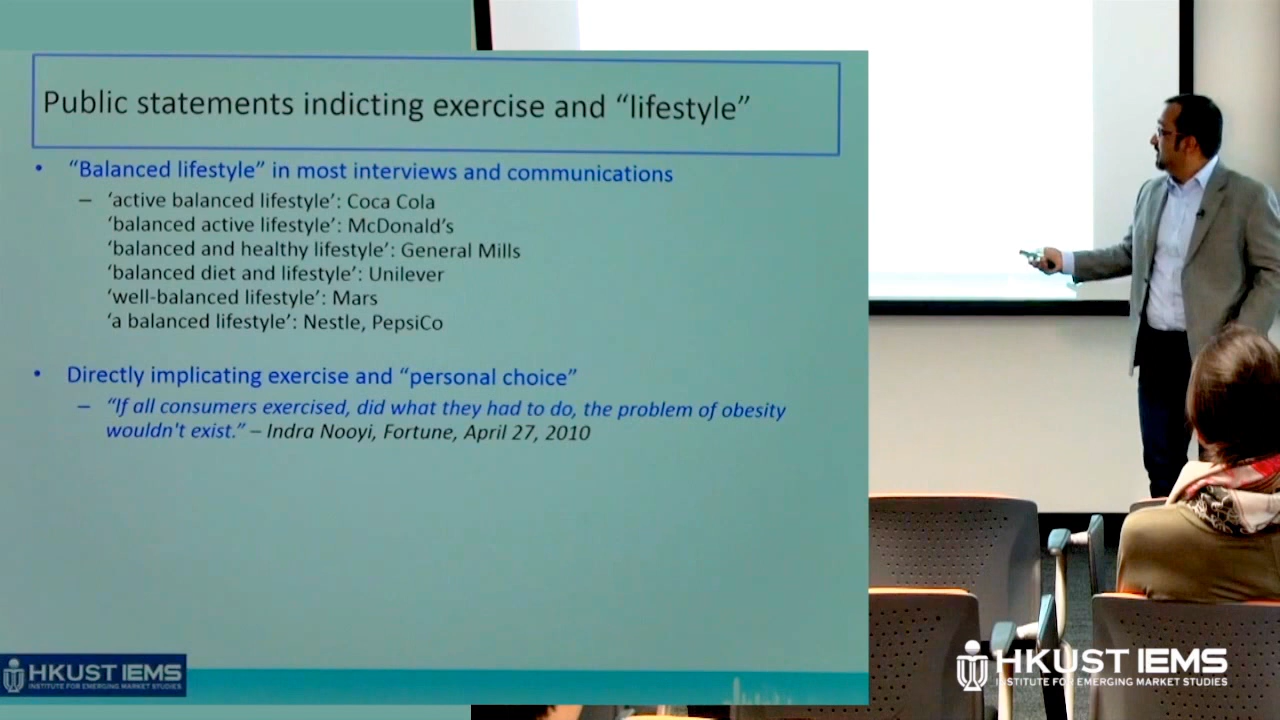 Public statements indicting exercise and “lifestyle”
• “Balanced lifestyle” in most interviews and communications
– ‘active balanced lifestyle’: Coca Cola
‘balanced active lifestyle’: McDonald’s
‘balanced and healthy lifestyle’: General Mills
‘balanced diet and lifestyle’: Unilever
‘well-balanced lifestyle’: Mars
‘a balanced lifestyle’: Nestle, PepsiCo
• Directly implicating exercise and “personal choice”
– “If all consumers exercised, did what they had to do, the problem of obesity
wouldn't exist.” – Indra Nooyi, Fortune, April 27, 2010
HKUST IEMS
INSTITUTE FOR EMERGING MARKET STUDIES
HKUST IEMS
INSTITUTE FOR EMERGING MARKET STUDIES